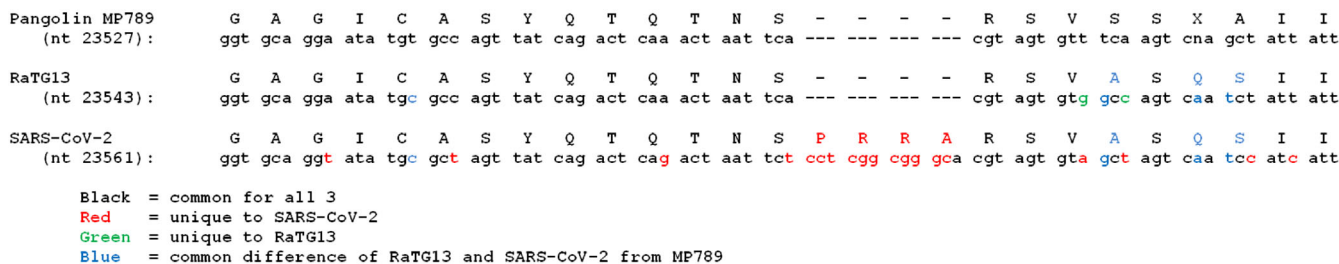 Pangolin MP789 G A G I C A S Y Q T Q T N S - - - - R S V S S X A I I
(nt 23527): ggt gca gga ata tgt gcc agt tat cag act caa act aat tca --- --- --- --- cgt agt gtt tca agt cna gct att att
RaTG13 G A G I C A S Y Q T Q T N S - - - - R S V A S Q S I I
(nt 23543): ggt gca gga ata tgc gcc agt tat cag act caa act aat tca --- --- --- --- cgt agt gtg gcc agt caa tct att att
SARS-CoV-2 G A G I C A S Y Q T Q T N S P R R A R S V A S Q S I I
(nt 23561): ggt gca ggt ata tgc gct agt tat cag act cag act aat tct cct cgg cgg gca cgt agt gta gct agt caa tcc atc att
Black = common for all 3
Red = unique to SARS-CoV-2
Green = unique to RaTG13
Blue = common difference of RaTG13 and SARS-CoV-2 from MP789